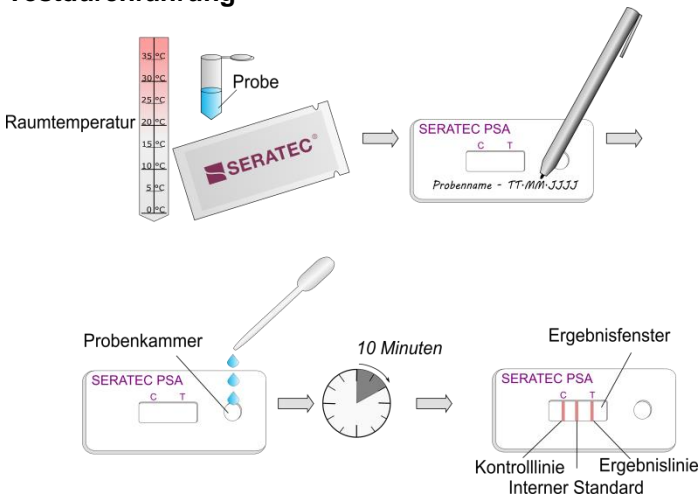 Testdurchführung
35 °C
30 °C
25 °C
20 °C
15 °C
10 °C
5 °C
0 °C
Raumtemperatur
Probe
SERATEC®
SERATEC PSA
C T
Probenname - TT.MM.JJJJ
Probenkammer
SERATEC PSA
C T
10 Minuten
Ergebnisfenster
SERATEC PSA
C T
Kontrolllinie
Ergebnislinie
Interner Standard